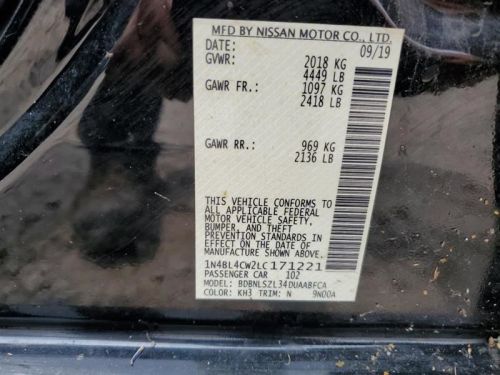 MFD BY NISSAN MOTOR CO., LTD.
DATE: 09/19
GVWR: 2018 KG
4449 LB
GAWR FR.: 1097 KG
2418 LB
GAWR RR.: 969 KG
2136 LB
THIS VEHICLE CONFORMS TO
ALL APPLICABLE FEDERAL
MOTOR VEHICLE SAFETY,
BUMPER, AND THEFT
PREVENTION STANDARDS IN
EFFECT ON THE DATE OF
MANUFACTURE SHOWN ABOVE.
1N4BL4CW2LC171221
PASSENGER CAR 102
MODEL: BDBNLSZL34DUAABFCA
COLOR: KH3 TRIM: N 9N00A